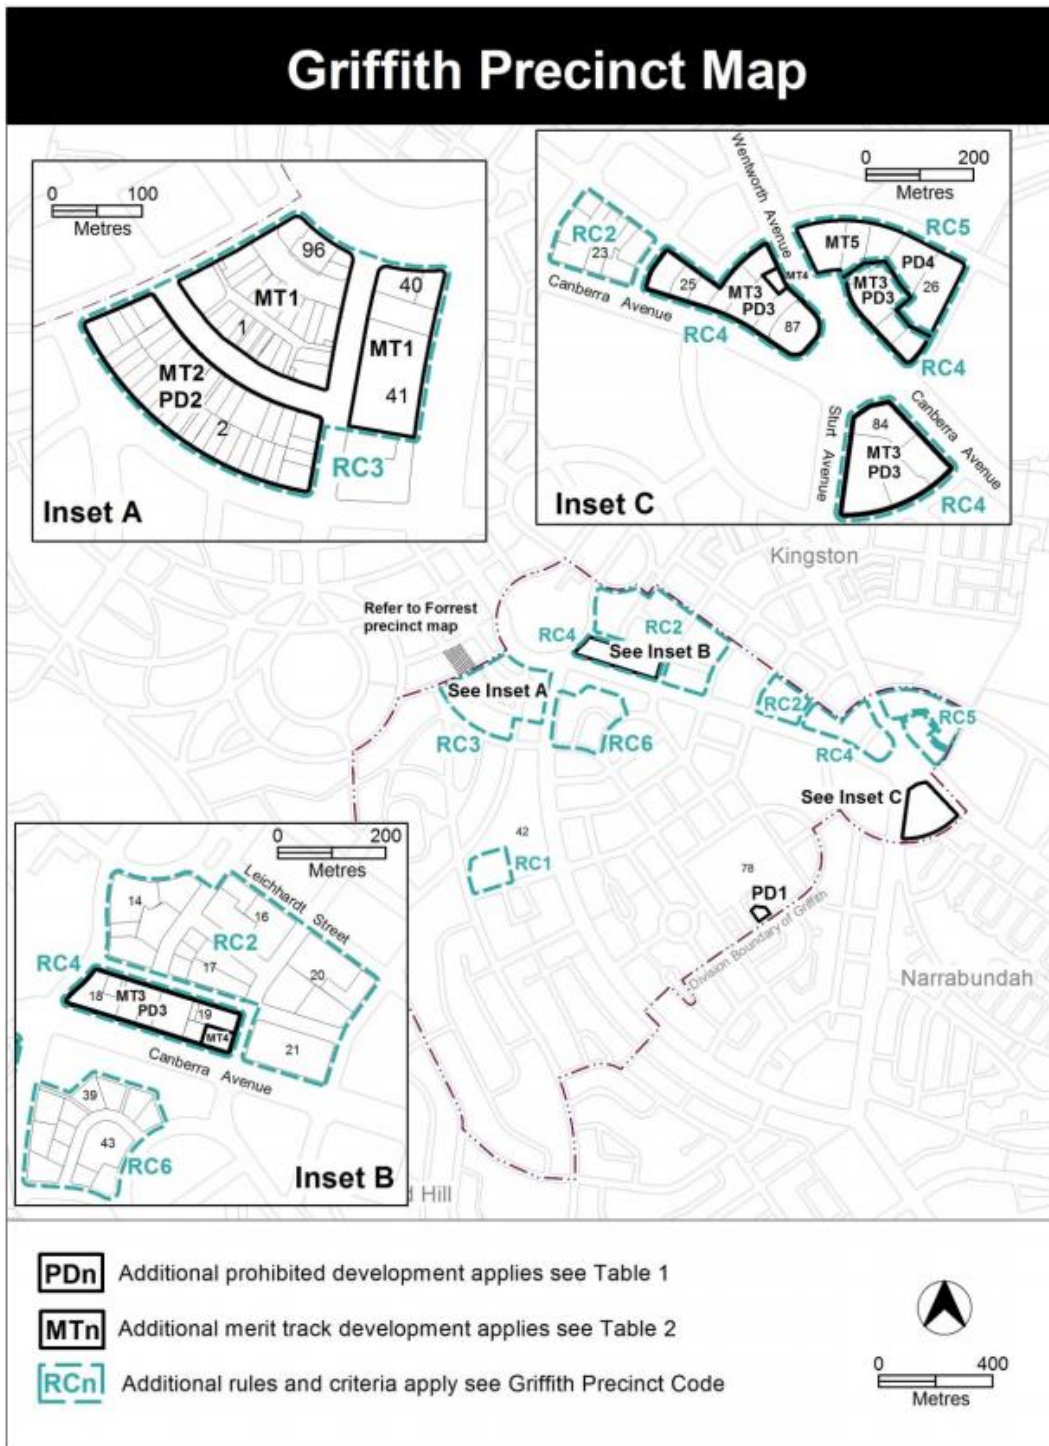 Griffith Precinct Map
0 100
Metres
96
MT1
1
40
MT1
41
MT2
PD2
2
RC3
Inset A
Wentworth Avenue
0 200
Metres
RC2
23
Canberra Avenue
25
MT3
PD3
MT4
87
RC4
MT5
RC5
PD4
MT3
PD3
26
RC4
Canberra Avenue
Sturt Avenue
84
MT3
PD3
RC4
Inset C
Kingston
Refer to Forrest
precinct map
RC4
RC2
See Inset B
See Inset A
RC3
RC6
RC2
RC4
RC5
See Inset C
42
RC1
78
PD1
Division Boundary of Griffith
Narrabundah
0 200
Metres
Leichhardt Street
14
16
RC2
17
20
RC4
18
MT3
PD3
19
MT4
21
Canberra Avenue
39
43
RC6
Inset B
Hill
PDn Additional prohibited development applies see Table 1
MTn Additional merit track development applies see Table 2
RCn Additional rules and criteria apply see Griffith Precinct Code
0 400
Metres